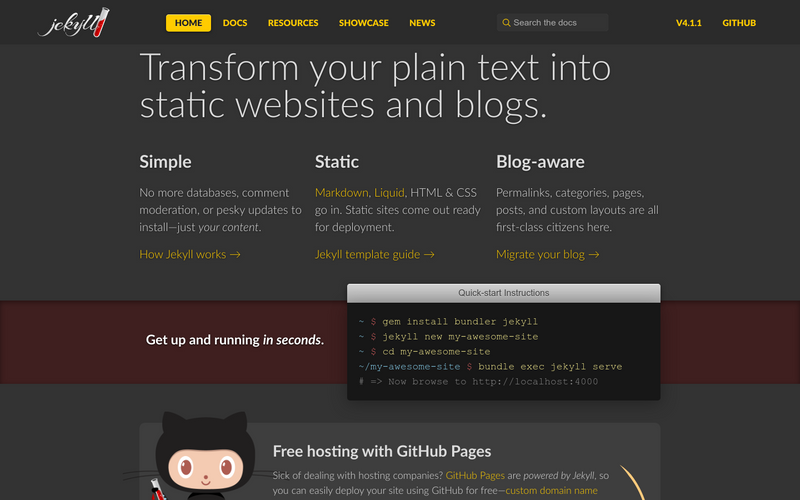 jekyll
HOME DOCS RESOURCES SHOWCASE NEWS
Search the docs
V4.1.1 GITHUB
Transform your plain text into
static websites and blogs.
Simple
No more databases, comment
moderation, or pesky updates to
install—just your content.
How Jekyll works →
Static
Markdown, Liquid, HTML & CSS
go in. Static sites come out ready
for deployment.
Jekyll template guide →
Blog-aware
Permalinks, categories, pages,
posts, and custom layouts are all
first-class citizens here.
Migrate your blog →
Get up and running in seconds.
Quick-start Instructions
~ $ gem install bundler jekyll
~ $ jekyll new my-awesome-site
~ $ cd my-awesome-site
~/my-awesome-site $ bundle exec jekyll serve
# => Now browse to http://localhost:4000
Free hosting with GitHub Pages
Sick of dealing with hosting companies? GitHub Pages are powered by Jekyll, so
you can easily deploy your site using GitHub for free—custom domain name